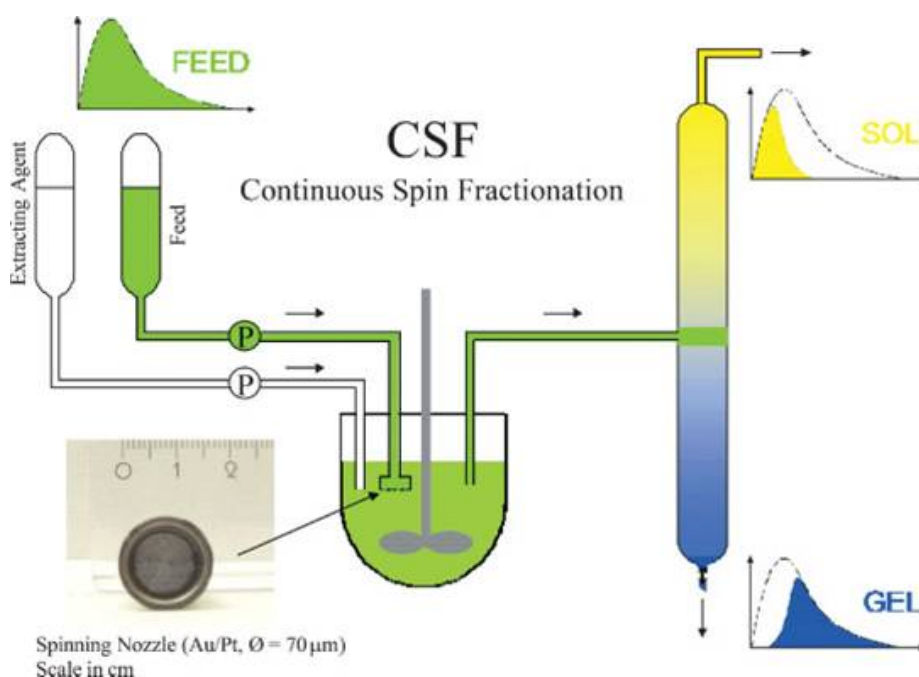 FEED
CSF
Continuous Spin Fractionation
SOL
Extracting Agent
Feed
P
P
0 1 2
GEL
Spinning Nozzle (Au/Pt, Ø = 70 µm)
Scale in cm